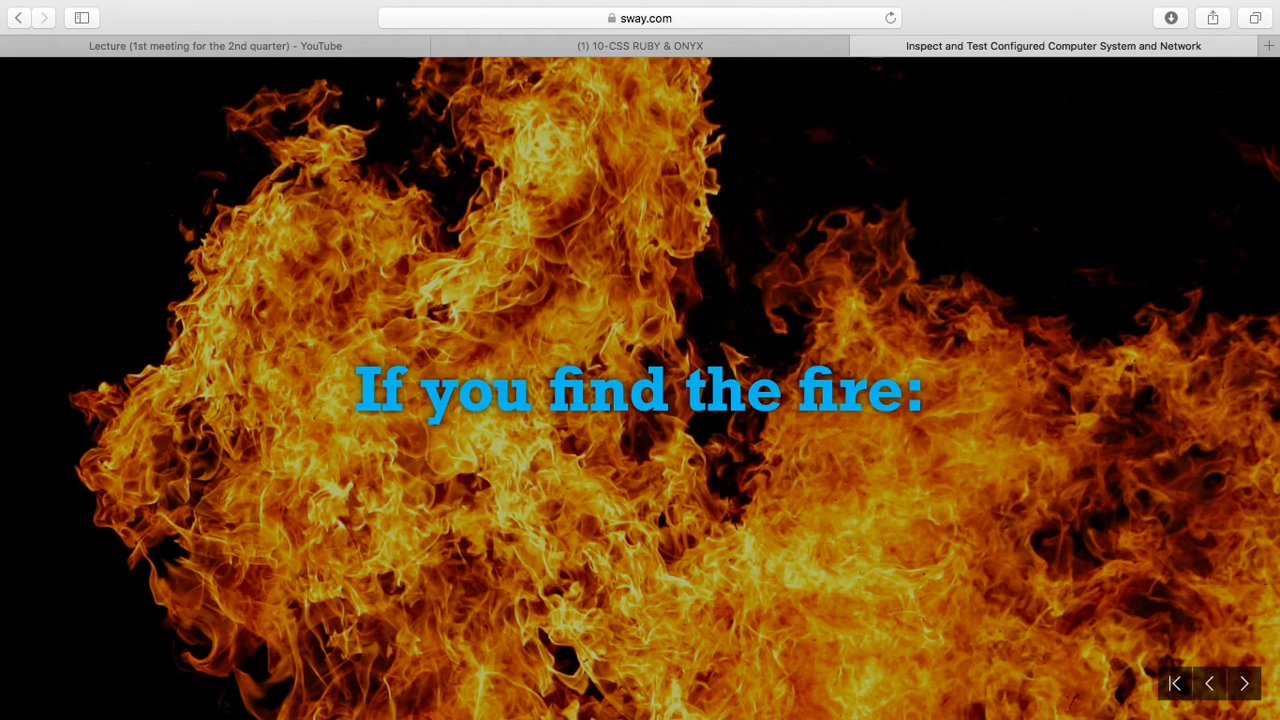 sway.com
Lecture (1st meeting for the 2nd quarter) - YouTube
(1) 10-CSS RUBY & ONYX
Inspect and Test Configured Computer System and Network
If you find the fire: